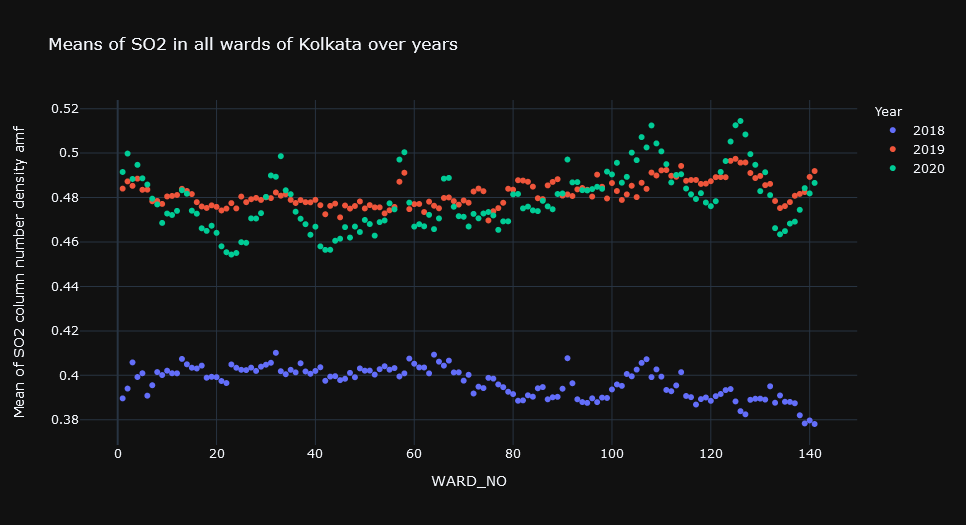 Means of SO2 in all wards of Kolkata over years
Mean of SO2 column number density amf
0.52
0.5
0.48
0.46
0.44
0.42
0.4
0.38
0 20 40 60 80 100 120 140
WARD_NO
Year
2018
2019
2020